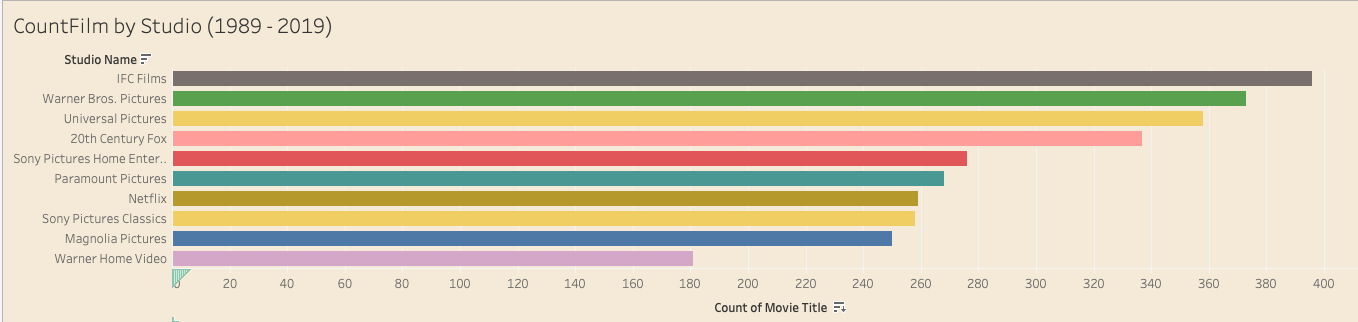 CountFilm by Studio (1989 - 2019)
Studio Name
IFC Films
Warner Bros. Pictures
Universal Pictures
20th Century Fox
Sony Pictures Home Enter..
Paramount Pictures
Netflix
Sony Pictures Classics
Magnolia Pictures
Warner Home Video
0 20 40 60 80 100 120 140 160 180 200 220 240 260 280 300 320 340 360 380 400
Count of Movie Title